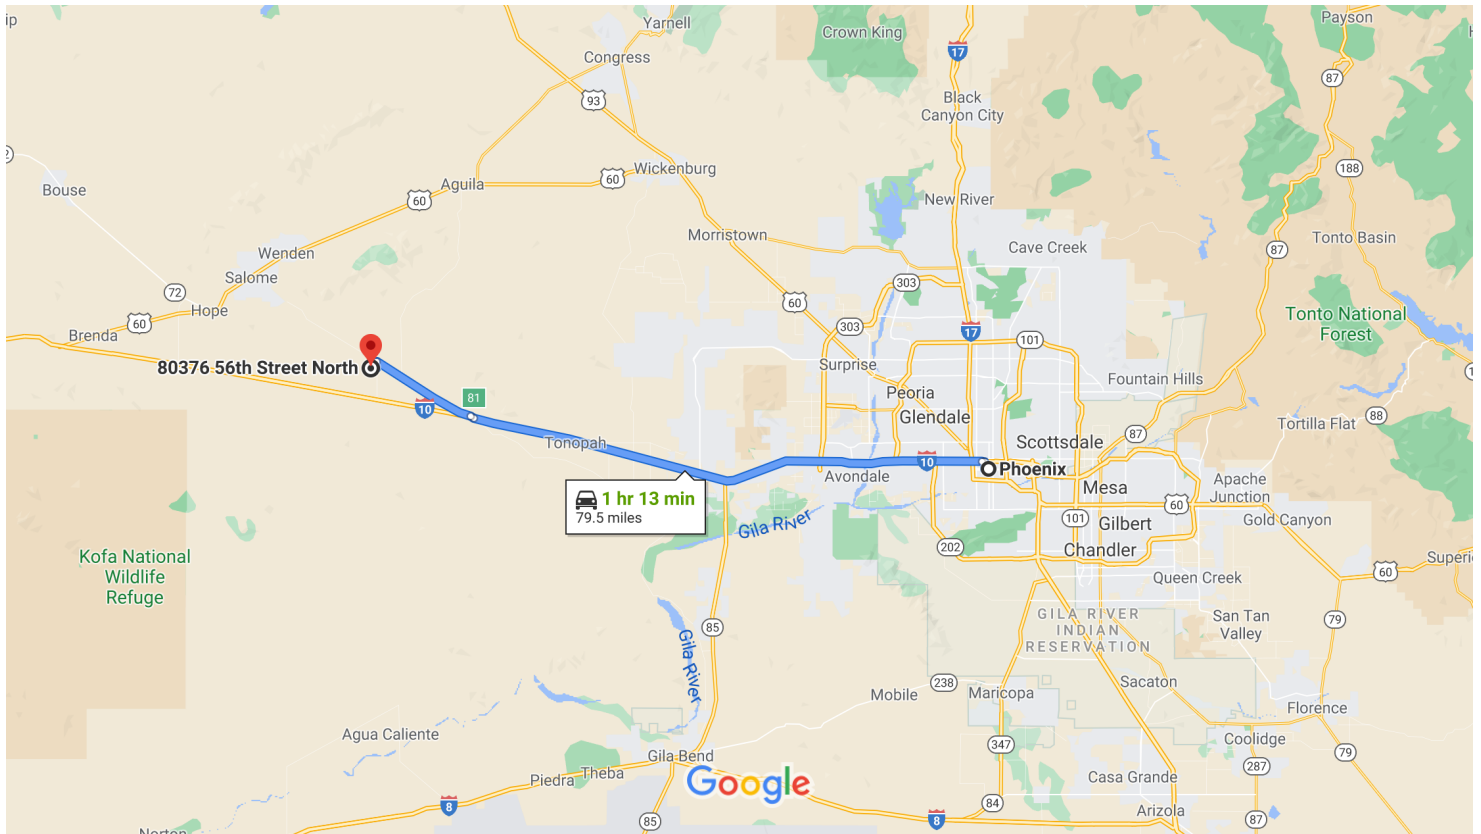 ip
Yarnell
Crown King
Payson
17
Congress
87
93
Black
Canyon City
60
Wickenburg
188
Bouse
Aguila
60
New River
Morristown
Tonto Basin
Cave Creek
87
Wenden
Salome
303
72
60
Hope
Tonto National
Forest
60
303
17
Brenda
101
80376 56th Street North
Surprise
Fountain Hills
Peoria
81
10
Glendale
88
Tortilla Flat
87
Tonopah
Scottsdale
10
Phoenix
Avondale
Mesa
Apache
Junction
1 hr 13 min
79.5 miles
60
Gila River
101
Gilbert
Gold Canyon
202
Chandler
Kofa National
Wildlife
Refuge
Superi
60
Queen Creek
GILA RIVER
INDIAN
RESERVATION
San Tan
Valley
79
85
Gila River
238
Mobile
Maricopa
Sacaton
Florence
Agua Caliente
347
Coolidge
79
Gila Bend
287
Piedra
Theba
Google
Casa Grande
8
84
Arizola
85
8
87
Norton